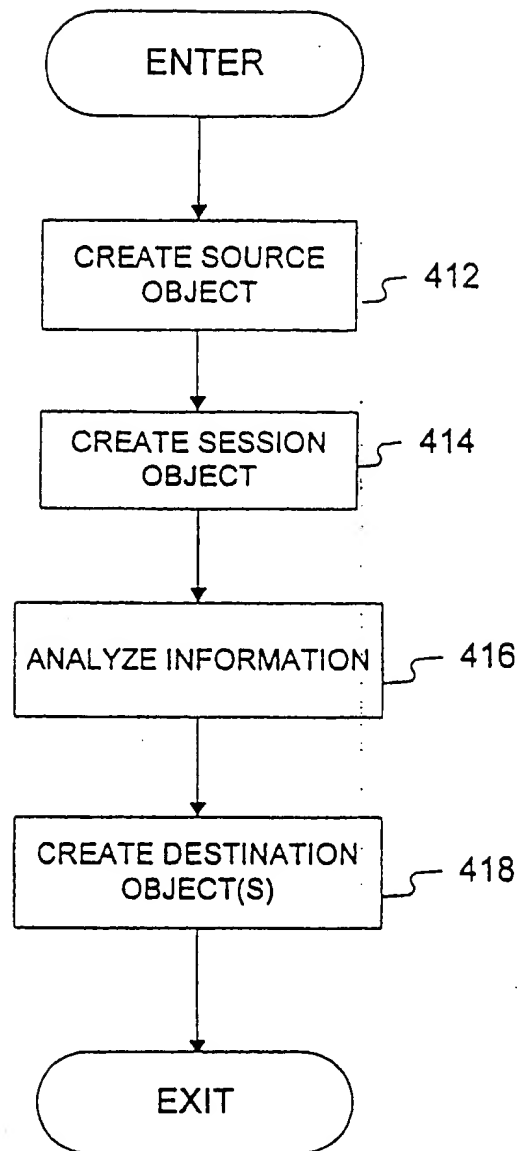 ENTER
CREATE SOURCE
OBJECT
412
CREATE SESSION
OBJECT
414
ANALYZE INFORMATION
416
CREATE DESTINATION
OBJECT(S)
418
EXIT